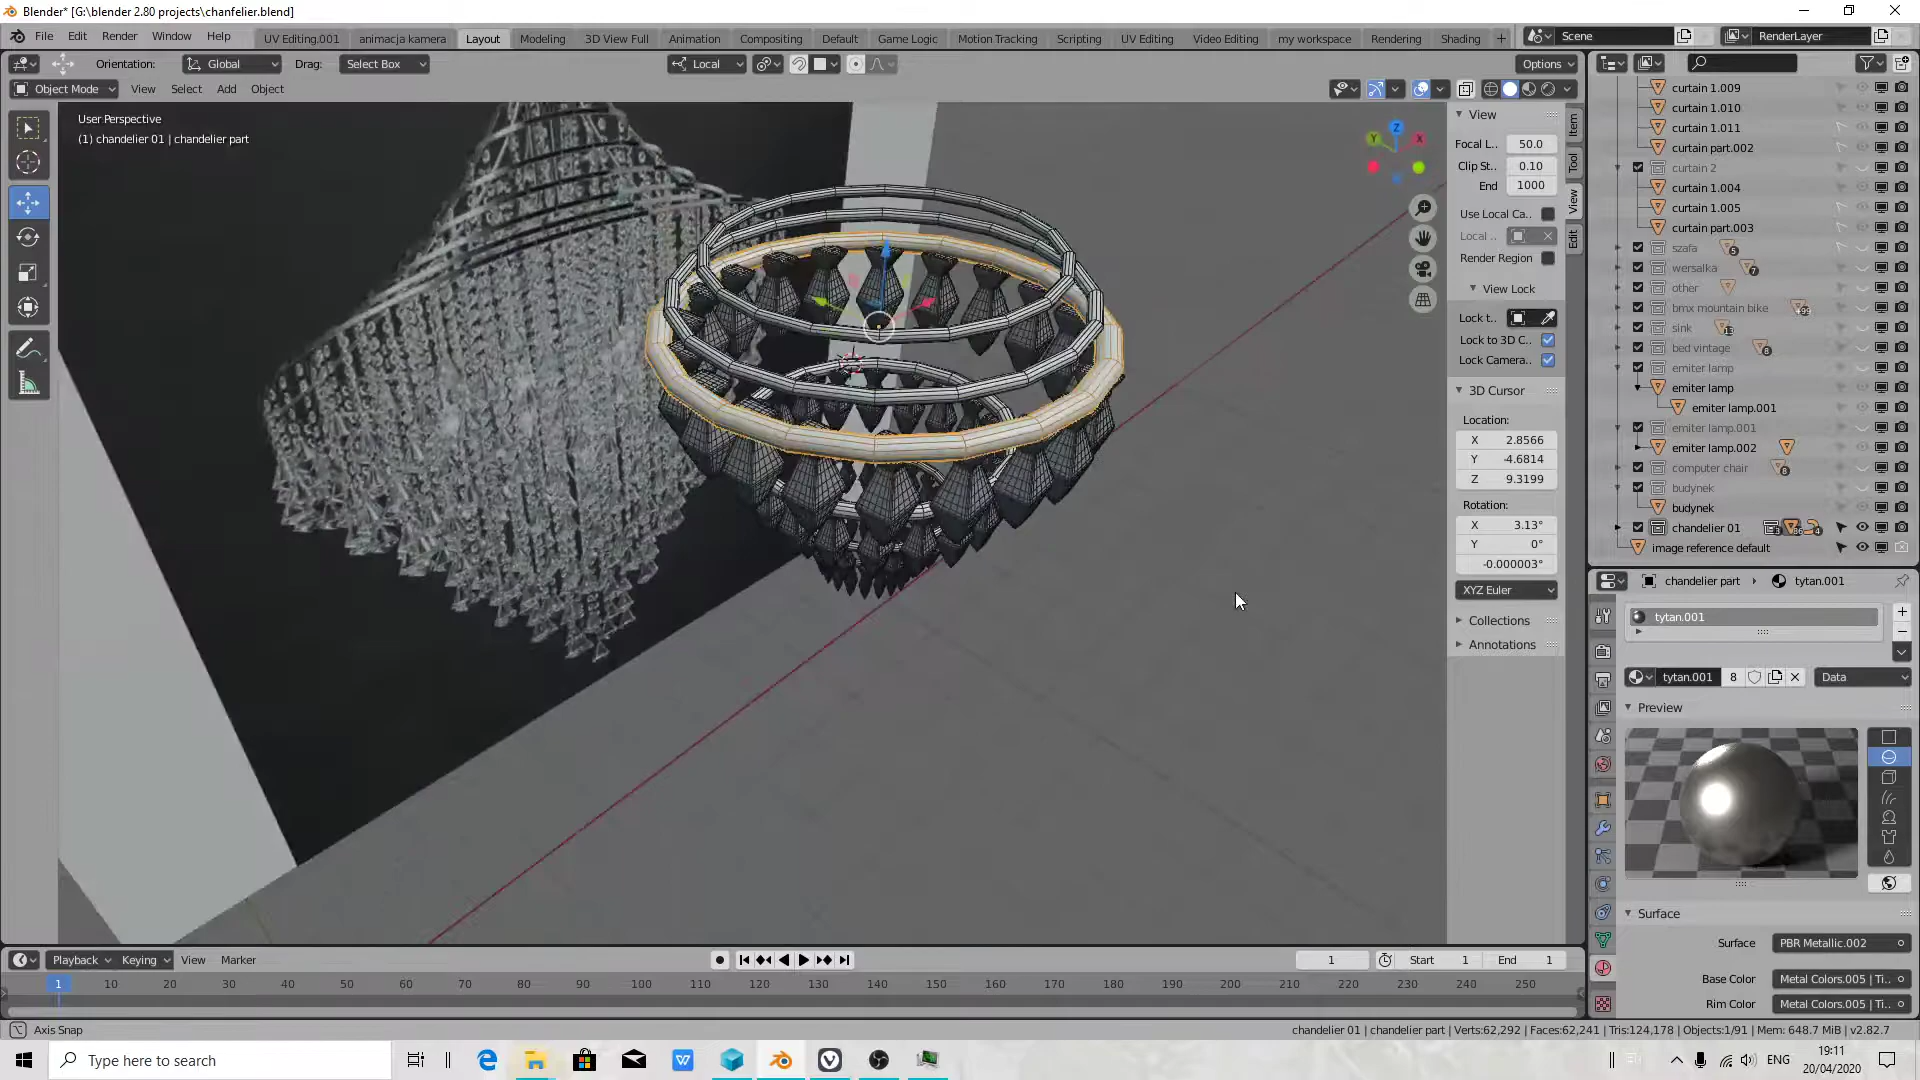 Blender* [G:\blender 2.80 projects\chanfelier.blend]
File Edit Render Window Help UV Editing.001 animacja kamera Layout Modeling 3D View Full Animation Compositing Default Game Logic Motion Tracking Scripting UV Editing Video Editing my workspace Rendering Shading + Scene RenderLayer
Orientation: Global Drag: Select Box Local Options
Object Mode View Select Add Object
User Perspective
(1) chandelier 01 | chandelier part
Z
Y
X
View
Focal L.. 50.0
Clip St.. 0.10
End 1000
Use Local Ca..
Local ..
Render Region
View Lock
Lock t..
Lock to 3D C..
Lock Camera..
3D Cursor
Location:
X 2.8566
Y -4.6814
Z 9.3199
Rotation:
X 3.13°
Y 0°
-0.000003°
XYZ Euler
Collections
Annotations
Item
Tool
View
Edit
curtain 1.009
curtain 1.010
curtain 1.011
curtain part.002
curtain 2
curtain 1.004
curtain 1.005
curtain part.003
szafa 5
wersalka 7
other
bmx mountain bike +99
sink 13
bed vintage 8
emiter lamp
emiter lamp
emiter lamp.001
emiter lamp.001
emiter lamp.002
computer chair 8
budynek
budynek
chandelier 01
image reference default
chandelier part tytan.001
tytan.001
tytan.001 8 Data
Preview
Surface
Surface PBR Metallic.002
Base Color Metal Colors.005 | Ti..
Rim Color Metal Colors.005 | Ti..
Playback Keying View Marker 1 Start 1 End 1
1 10 20 30 40 50 60 70 80 90 100 110 120 130 140 150 160 170 180 190 200 210 220 230 240 250
Axis Snap chandelier 01 | chandelier part | Verts:62,292 | Faces:62,241 | Tris:124,178 | Objects:1/91 | Mem: 648.7 MiB | v2.82.7
Type here to search
ENG
19:11
20/04/2020